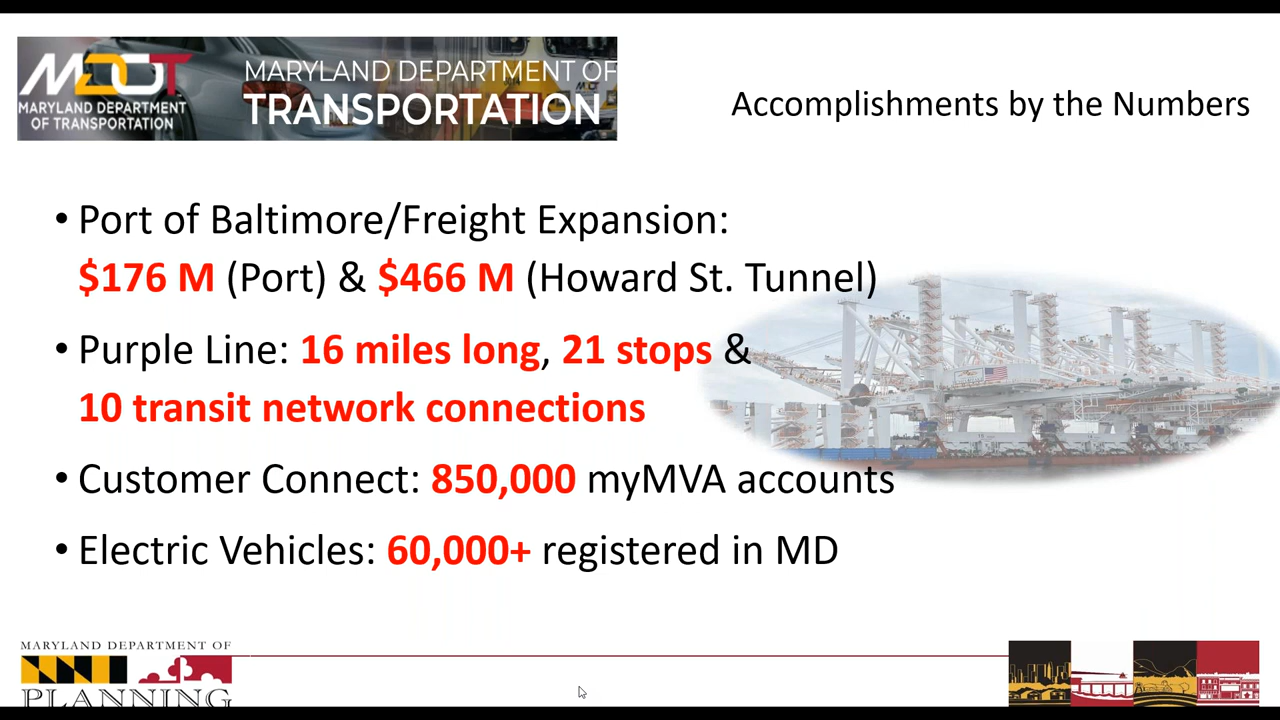 MDOT
MARYLAND DEPARTMENT
OF TRANSPORTATION
MARYLAND DEPARTMENT OF
TRANSPORTATION
Accomplishments by the Numbers
• Port of Baltimore/Freight Expansion:
$176 M (Port) & $466 M (Howard St. Tunnel)
• Purple Line: 16 miles long, 21 stops &
10 transit network connections
• Customer Connect: 850,000 myMVA accounts
• Electric Vehicles: 60,000+ registered in MD
MARYLAND DEPARTMENT OF
PLANNING